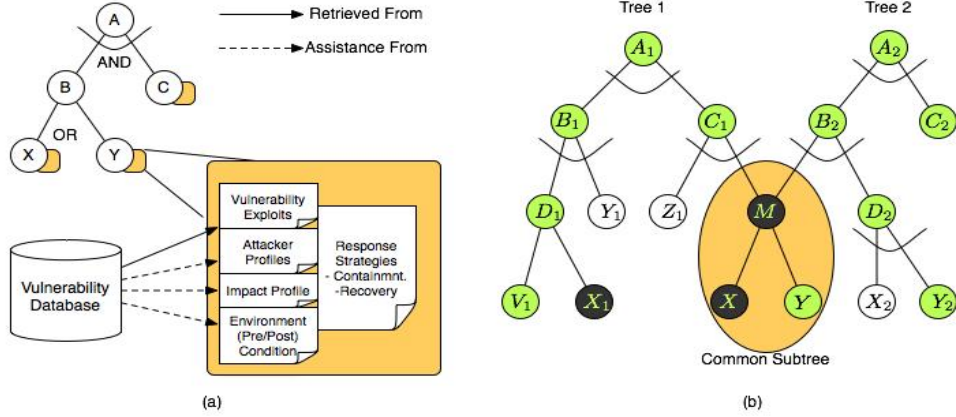 A
AND
B
C
OR
X
Y
Retrieved From
Assistance From
Vulnerability
Database
Vulnerability
Exploits
Attacker
Profiles
Impact Profile
Environment
(Pre/Post)
Condition
Response
Strategies
- Containmnt.
-Recovery
(a)
Tree 1
Tree 2
A1
A2
B1
C1
B2
C2
D1
Y1
Z1
M
D2
V1
X1
X
Y
X2
Y2
Common Subtree
(b)